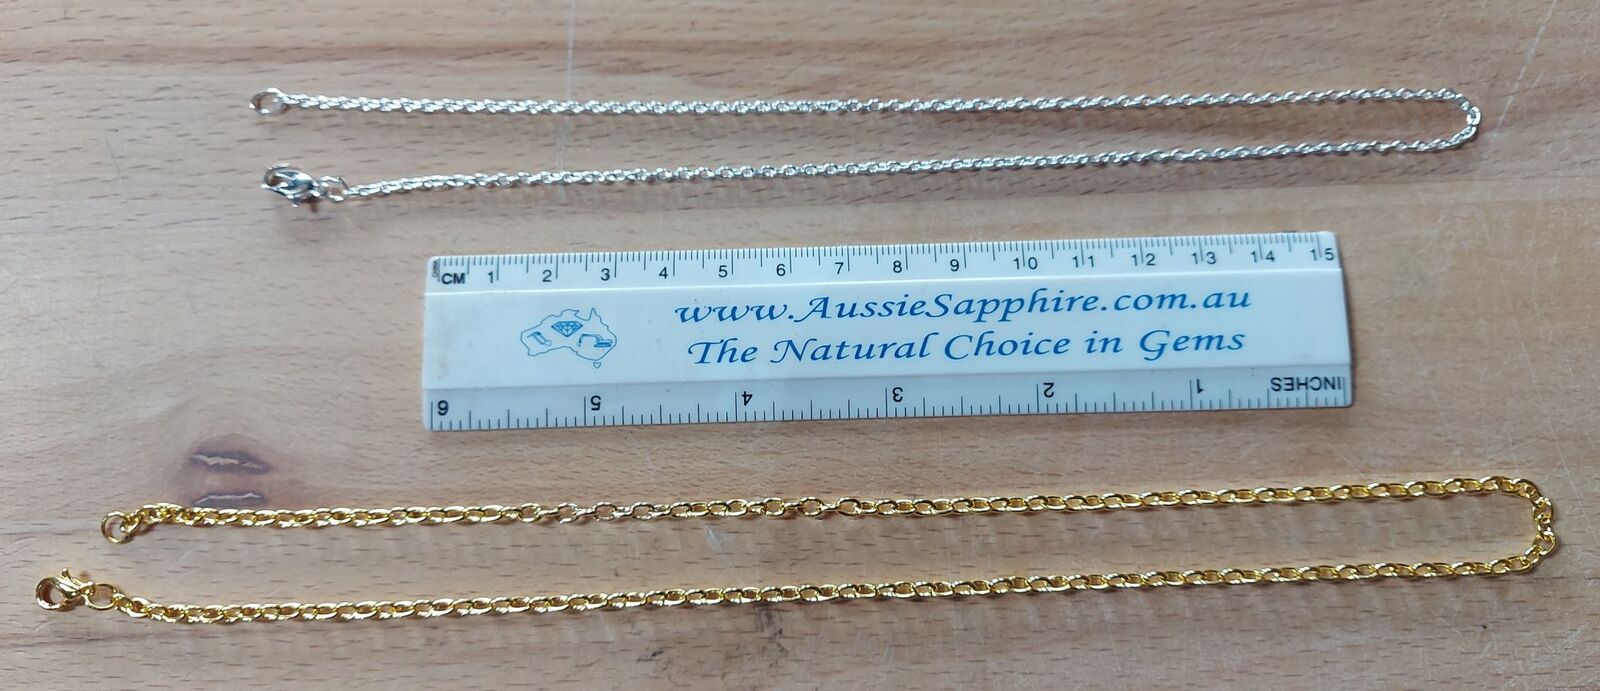 CM 1 2 3 4 5 6 7 8 9 10 11 12 13 14 15
www.AussieSapphire.com.au
The Natural Choice in Gems
6 5 4 3 2 1 INCHES